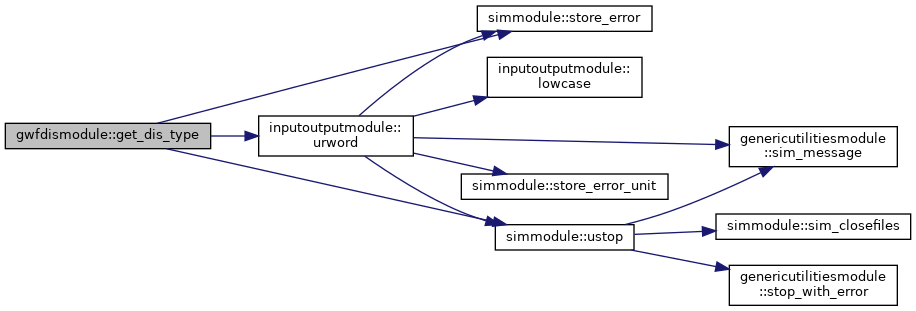 simmodule::store_error
inputoutputmodule::
lowcase
gwfdismodule::get_dis_type
inputoutputmodule::
urword
genericutilitiesmodule
::sim_message
simmodule::store_error_unit
simmodule::ustop
simmodule::sim_closefiles
genericutilitiesmodule
::stop_with_error